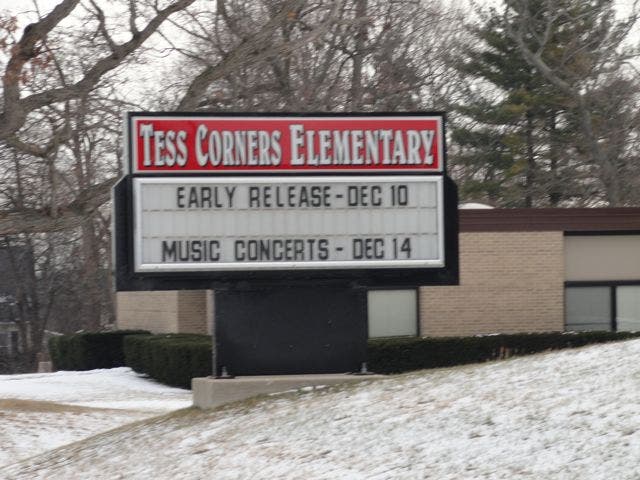 TESS CORNERS ELEMENTARY
EARLY RELEASE-DEC 10
MUSIC CONCERTS - DEC 14